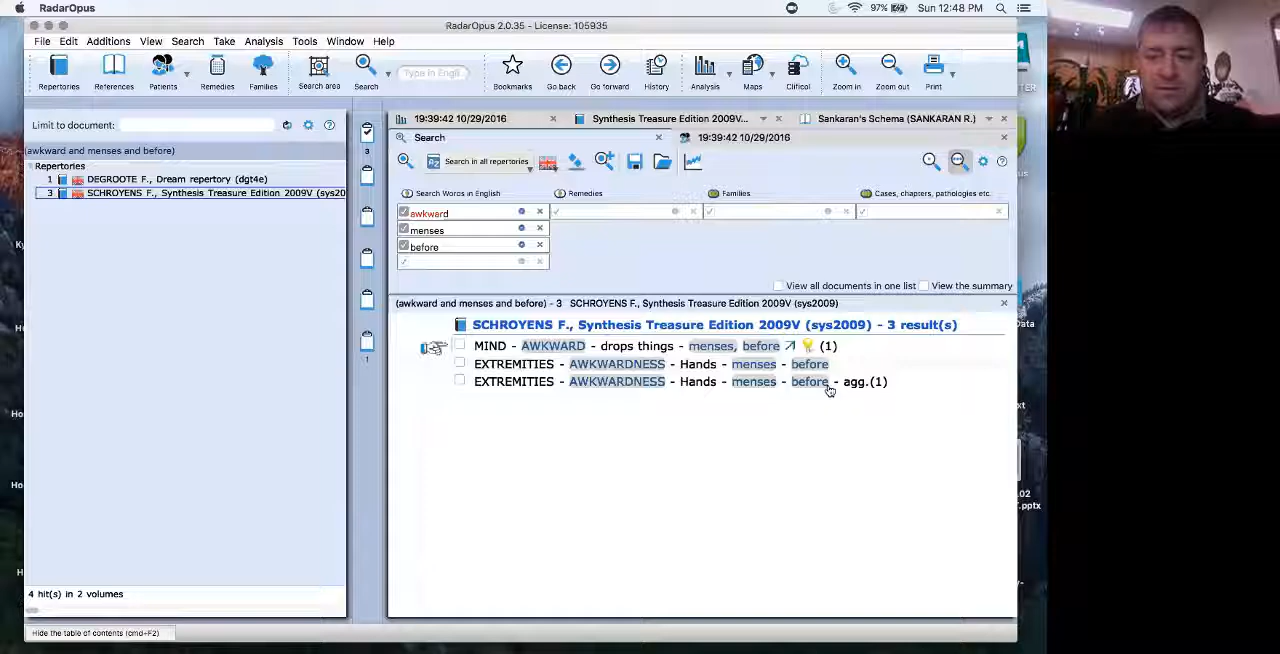 RadarOpus
97%
Sun 12:48 PM
RadarOpus 2.0.35 - License: 105935
File Edit Additions View Search Take Analysis Tools Window Help
Type in Engli
Repertories References Patients Remedies Families Search area Search Bookmarks Go back Go forward History Analysis Maps Clificol Zoom in Zoom out Print
Limit to document:
19:39:42 10/29/2016
Synthesis Treasure Edition 2009V...
Sankaran's Schema (SANKARAN R.)
Search
19:39:42 10/29/2016
(awkward and menses and before)
Repertories
1 DEGROOTE F., Dream repertory (dgt4e)
3 SCHROYENS F., Synthesis Treasure Edition 2009V (sys20
Search in all repertories
Search Words in English
Remedies
Families
Cases, chapters, pathologies etc.
awkward
menses
before
View all documents in one list
View the summary
(awkward and menses and before) - 3 SCHROYENS F., Synthesis Treasure Edition 2009V (sys2009)
SCHROYENS F., Synthesis Treasure Edition 2009V (sys2009) - 3 result(s)
MIND - AWKWARD - drops things - menses, before (1)
EXTREMITIES - AWKWARDNESS - Hands - menses - before
EXTREMITIES - AWKWARDNESS - Hands - menses - before - agg.(1)
4 hit(s) in 2 volumes
Hide the table of contents (cmd+F2)
Data
.02
.pptx